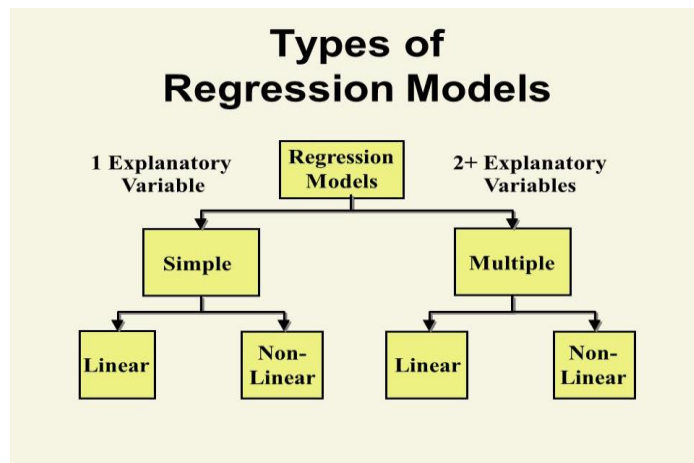 Types of
Regression Models
1 Explanatory
Variable
Regression
Models
2+ Explanatory
Variables
Simple
Multiple
Linear
Non-
Linear
Linear
Non-
Linear